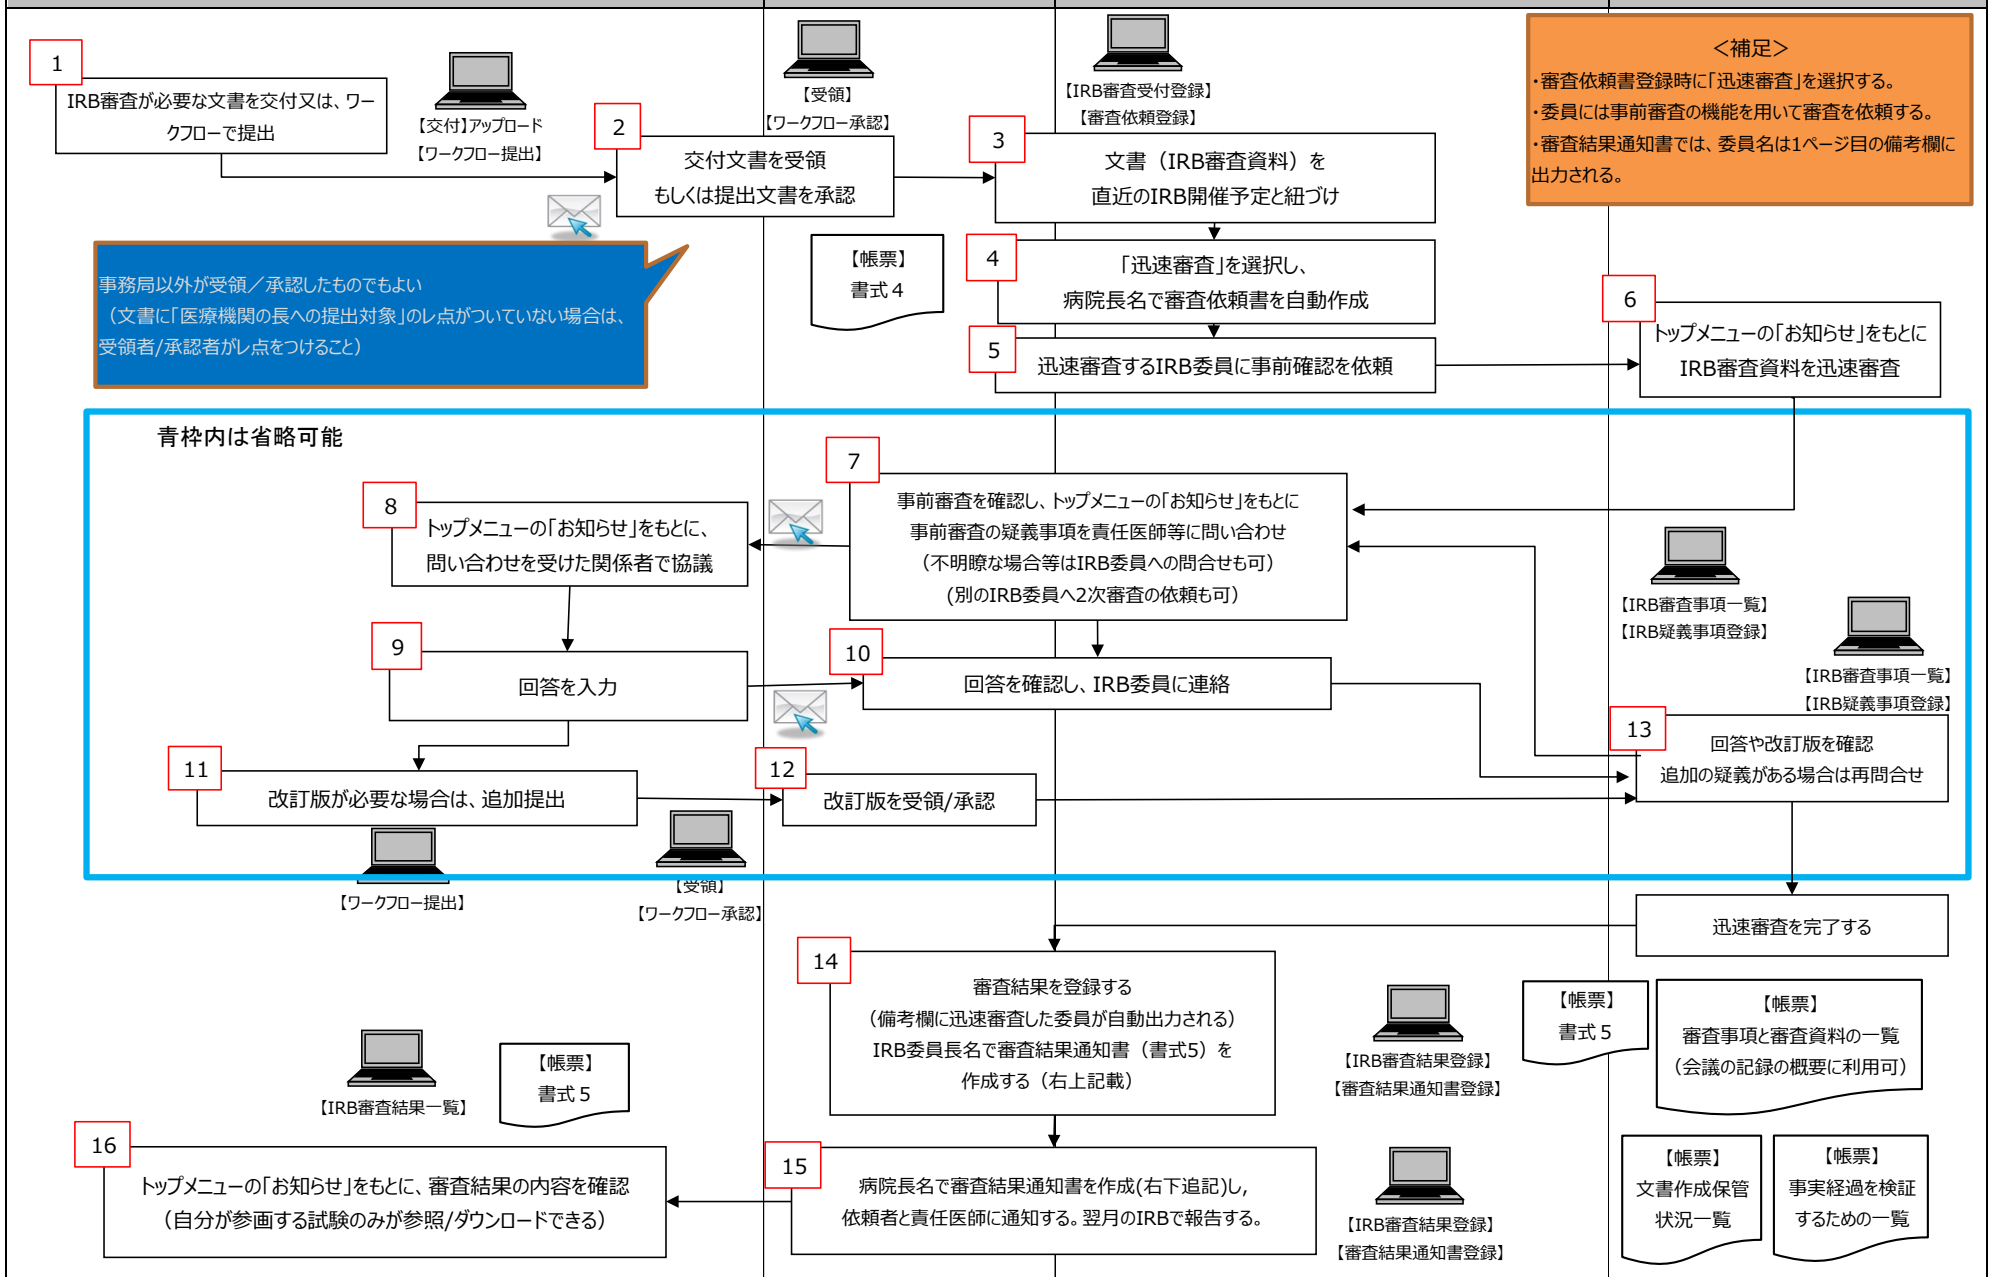 1
IRB審査が必要な文書を交付又は、ワー
クフローで提出
【交付】アップロード
【ワークフロー提出】
【受領】
【ワークフロー承認】
2
交付文書を受領
もしくは提出文書を承認
【IRB審査受付登録】
【審査依頼登録】
3
文書（IRB審査資料）を
直近のIRB開催予定と紐づけ
＜補足＞
・審査依頼書登録時に「迅速審査」を選択する。
・委員には事前審査の機能を用いて審査を依頼する。
・審査結果通知書では、委員名は1ページ目の備考欄に
出力される。
事務局以外が受領／承認したものでもよい
（文書に「医療機関の長への提出対象」のレ点がついていない場合は、
受領者/承認者がレ点をつけること）
【帳票】
書式４
4
「迅速審査」を選択し、
病院長名で審査依頼書を自動作成
5
迅速審査するIRB委員に事前確認を依頼
6
トップメニューの「お知らせ」をもとに
IRB審査資料を迅速審査
青枠内は省略可能
7
事前審査を確認し、トップメニューの「お知らせ」をもとに
事前審査の疑義事項を責任医師等に問い合わせ
（不明瞭な場合等はIRB委員への問合せも可）
(別のIRB委員へ2次審査の依頼も可）
8
トップメニューの「お知らせ」をもとに、
問い合わせを受けた関係者で協議
【IRB審査事項一覧】
【IRB疑義事項登録】
9
回答を入力
10
回答を確認し、IRB委員に連絡
【IRB審査事項一覧】
【IRB疑義事項登録】
11
改訂版が必要な場合は、追加提出
12
改訂版を受領/承認
13
回答や改訂版を確認
追加の疑義がある場合は再問合せ
【ワークフロー提出】
【受領】
【ワークフロー承認】
迅速審査を完了する
14
審査結果を登録する
（備考欄に迅速審査した委員が自動出力される）
IRB委員長名で審査結果通知書（書式5）を
作成する（右上記載）
【IRB審査結果登録】
【審査結果通知書登録】
【帳票】
書式５
【帳票】
審査事項と審査資料の一覧
（会議の記録の概要に利用可）
【IRB審査結果一覧】
【帳票】
書式５
16
トップメニューの「お知らせ」をもとに、審査結果の内容を確認
（自分が参画する試験のみが参照/ダウンロードできる）
15
病院長名で審査結果通知書を作成(右下追記)し,
依頼者と責任医師に通知する。翌月のIRBで報告する。
【IRB審査結果登録】
【審査結果通知書登録】
【帳票】
文書作成保管
状況一覧
【帳票】
事実経過を検証
するための一覧